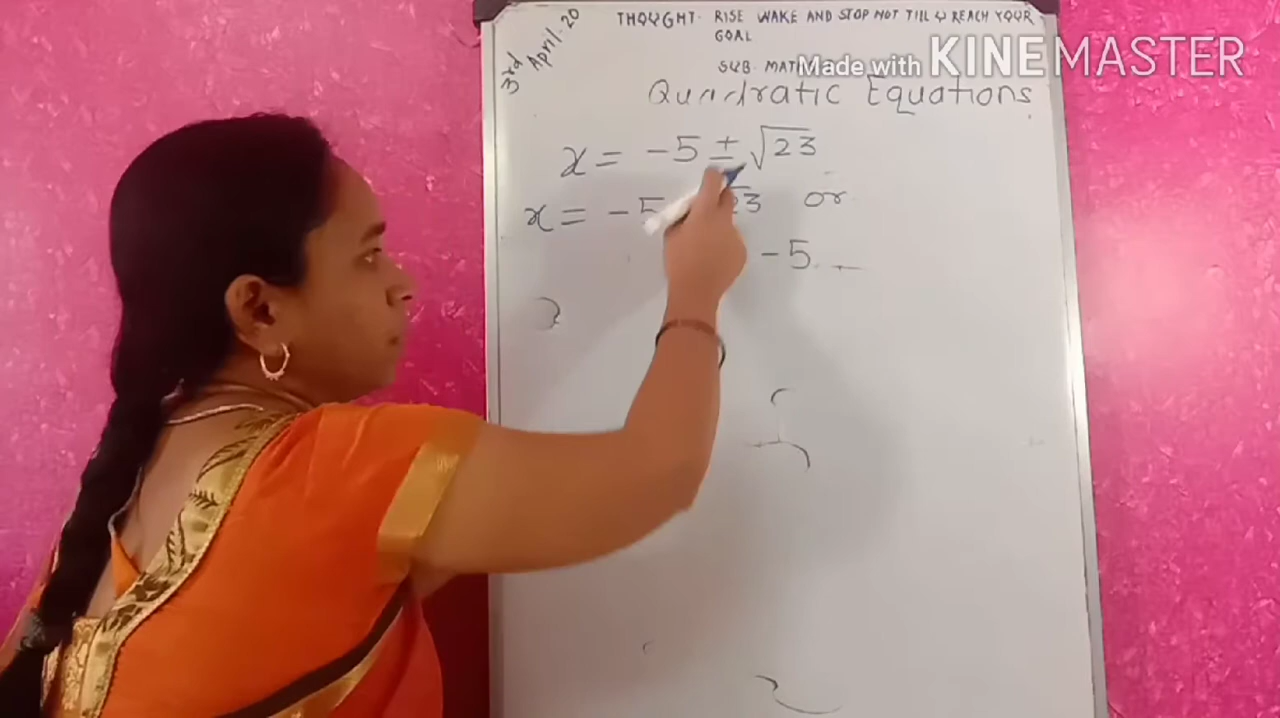 3rd April-20
THOUGHT- RISE WAKE AND STOP NOT TILL U REACH YOUR
GOAL
SUB- MAT
Made with KINEMASTER
Quadratic Equations
x = -5 ± √23
x = -5 23 or
-5